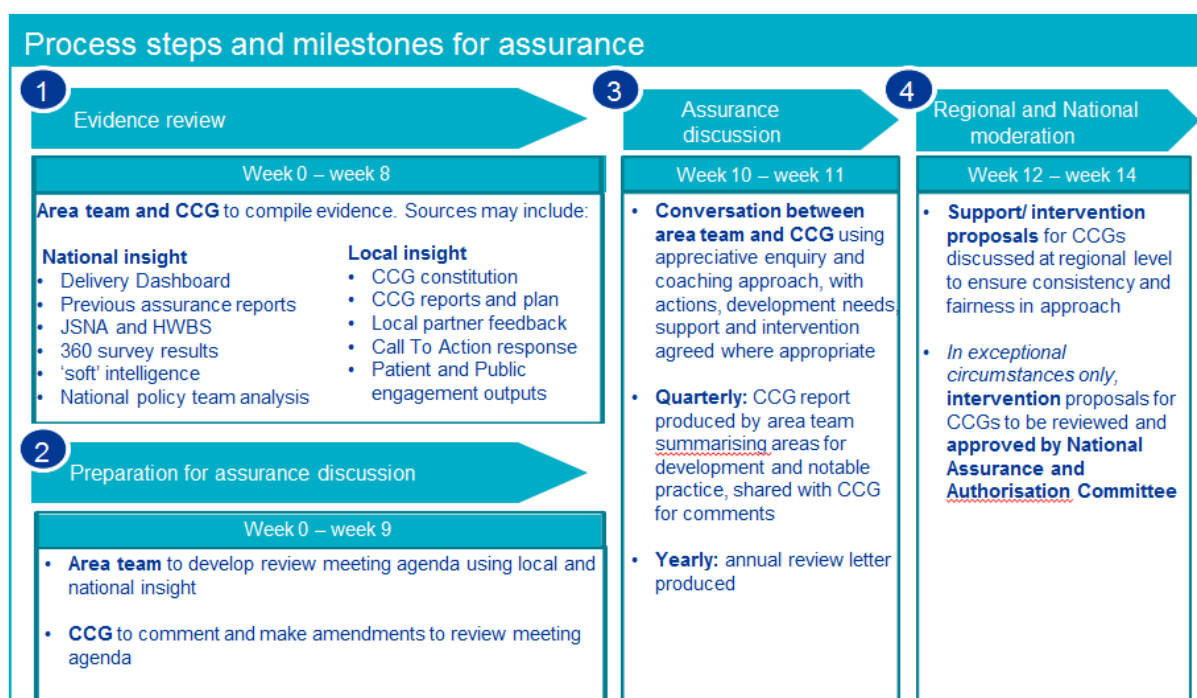 Process steps and milestones for assurance
1
Evidence review
Week 0 – week 8
Area team and CCG to compile evidence. Sources may include:
National insight
• Delivery Dashboard
• Previous assurance reports
• JSNA and HWBS
• 360 survey results
• ‘soft’ intelligence
• National policy team analysis
Local insight
• CCG constitution
• CCG reports and plan
• Local partner feedback
• Call To Action response
• Patient and Public
engagement outputs
2
Preparation for assurance discussion
Week 0 – week 9
• Area team to develop review meeting agenda using local and
national insight
• CCG to comment and make amendments to review meeting
agenda
3
Assurance
discussion
Week 10 – week 11
• Conversation between
area team and CCG using
appreciative enquiry and
coaching approach, with
actions, development needs,
support and intervention
agreed where appropriate
• Quarterly: CCG report
produced by area team
summarising areas for
development and notable
practice, shared with CCG
for comments
• Yearly: annual review letter
produced
4
Regional and National
moderation
Week 12 – week 14
• Support/ intervention
proposals for CCGs
discussed at regional level
to ensure consistency and
fairness in approach
• In exceptional
circumstances only,
intervention proposals for
CCGs to be reviewed and
approved by National
Assurance and
Authorisation Committee